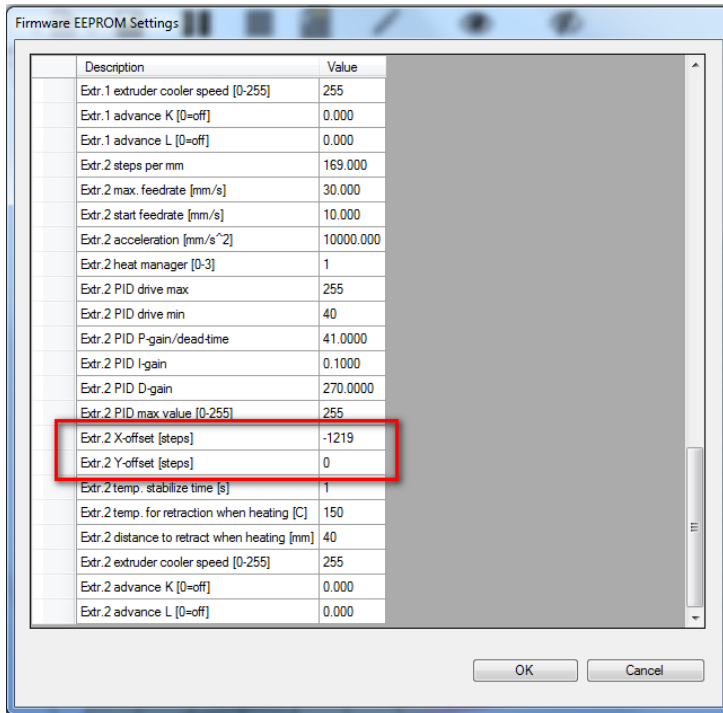 Firmware EEPROM Settings
Description Value
Extr.1 extruder cooler speed [0-255] 255
Extr.1 advance K [0=off] 0.000
Extr.1 advance L [0=off] 0.000
Extr.2 steps per mm 169.000
Extr.2 max. feedrate [mm/s] 30.000
Extr.2 start feedrate [mm/s] 10.000
Extr.2 acceleration [mm/s^2] 10000.000
Extr.2 heat manager [0-3] 1
Extr.2 PID drive max 255
Extr.2 PID drive min 40
Extr.2 PID P-gain/dead-time 41.0000
Extr.2 PID I-gain 0.1000
Extr.2 PID D-gain 270.0000
Extr.2 PID max value [0-255] 255
Extr.2 X-offset [steps] -1219
Extr.2 Y-offset [steps] 0
Extr.2 temp. stabilize time [s] 1
Extr.2 temp. for retraction when heating [C] 150
Extr.2 distance to retract when heating [mm] 40
Extr.2 extruder cooler speed [0-255] 255
Extr.2 advance K [0=off] 0.000
Extr.2 advance L [0=off] 0.000
OK Cancel